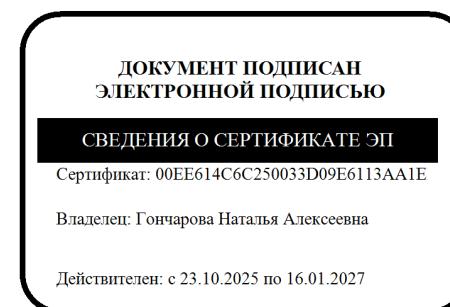 ДОКУМЕНТ ПОДПИСАН
ЭЛЕКТРОННОЙ ПОДПИСЬЮ
СВЕДЕНИЯ О СЕРТИФИКАТЕ ЭП
Сертификат: 00EE614C6C250033D09E6113AA1E
Владелец: Гончарова Наталья Алексеевна
Действителен: с 23.10.2025 по 16.01.2027